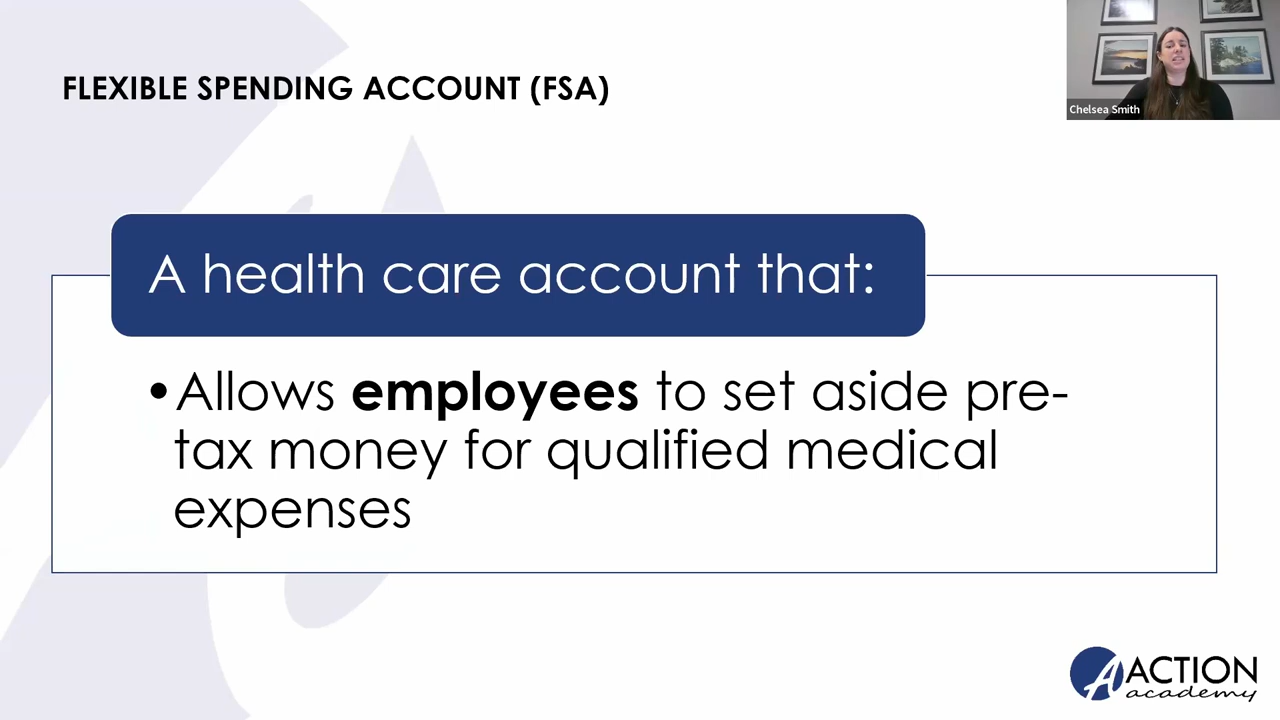 FLEXIBLE SPENDING ACCOUNT (FSA)
Chelsea Smith
A health care account that:
•Allows employees to set aside pre-
tax money for qualified medical
expenses
A ACTION
academy